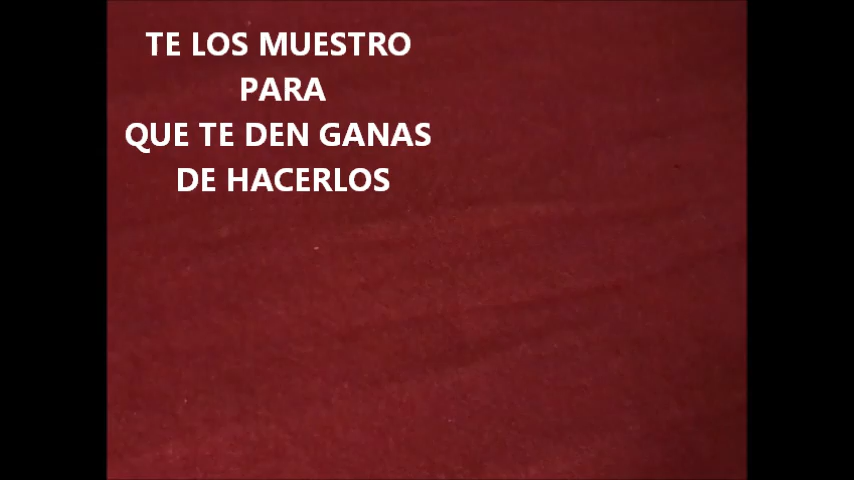 TE LOS MUESTRO
PARA
QUE TE DEN GANAS
DE HACERLOS